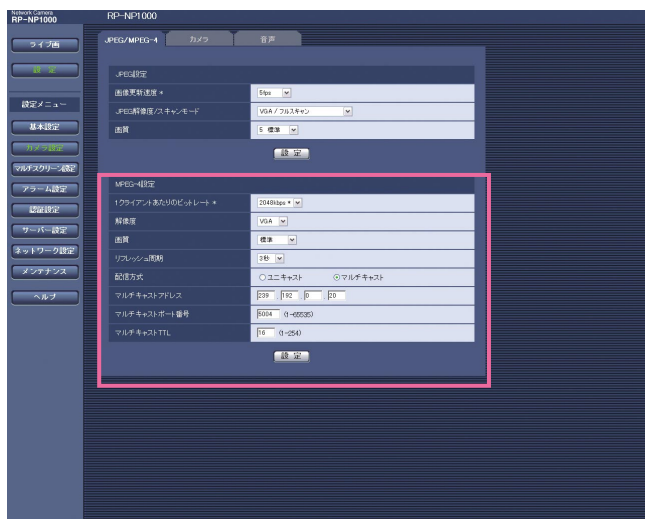 Network Camera
RP-NP1000
RP-NP1000
ライブ画
設 定
設定メニュー
基本設定
カメラ設定
マルチスクリーン設定
アラーム設定
認証設定
サーバー設定
ネットワーク設定
メンテナンス
ヘルプ
JPEG/MPEG-4 カメラ 音声
JPEG設定
画像更新速度 * 5fps
JPEG解像度/スキャンモード VGA / フルスキャン
画質 5 標準
設 定
MPEG-4設定
1クライアントあたりのビットレート * 2048kbps *
解像度 VGA
画質 標準
リフレッシュ間隔 3秒
配信方式 ユニキャスト マルチキャスト
マルチキャストアドレス 239 . 192 . 0 . 20
マルチキャストポート番号 5004 (1-65535)
マルチキャストTTL 16 (1-254)
設 定